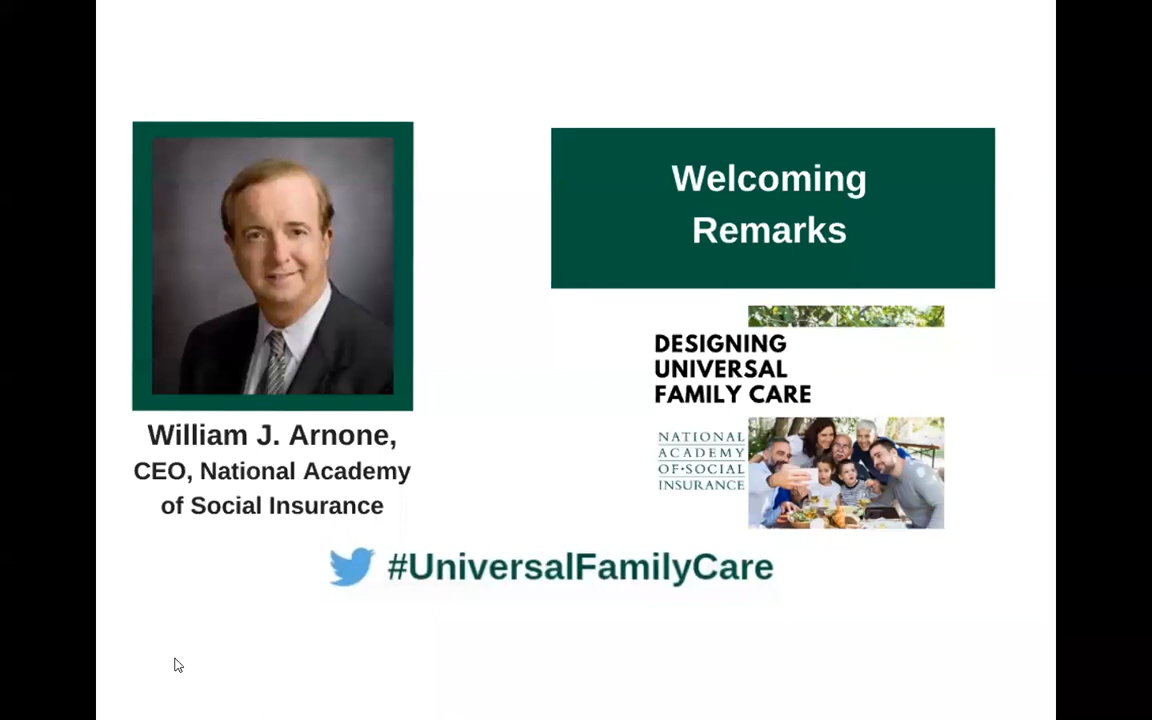 Welcoming
Remarks
DESIGNING
UNIVERSAL
FAMILY CARE
NATIONAL
ACADEMY
OF·SOCIAL
INSURANCE
William J. Arnone,
CEO, National Academy
of Social Insurance
#UniversalFamilyCare